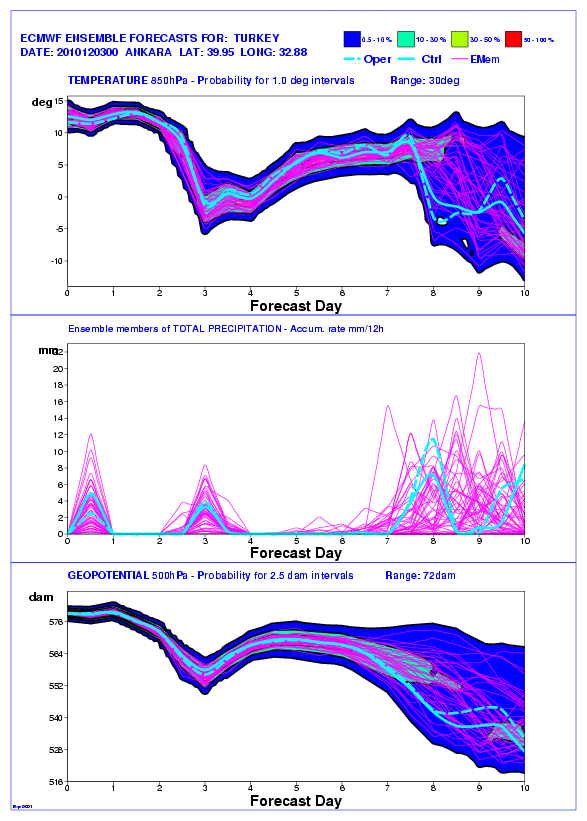 ECMWF ENSEMBLE FORECASTS FOR: TURKEY
DATE: 2010120300 ANKARA LAT: 39.95 LONG: 32.88
0.5 - 10% 10 - 30 % 30 - 50 % 50 - 100%
Oper Ctrl EMem
TEMPERATURE 850hPa - Probability for 1.0 deg intervals Range: 30deg
deg
15
10
5
0
-5
-10
0 1 2 3 4 5 6 7 8 9 10
Forecast Day
Ensemble members of TOTAL PRECIPITATION - Accum. rate mm/12h
mm
22
20
18
16
14
12
10
8
6
4
2
0
0 1 2 3 4 5 6 7 8 9 10
Forecast Day
GEOPOTENTIAL 500hPa - Probability for 2.5 dam intervals Range: 72dam
dam
576
564
552
540
528
516
0 1 2 3 4 5 6 7 8 9 10
Forecast Day